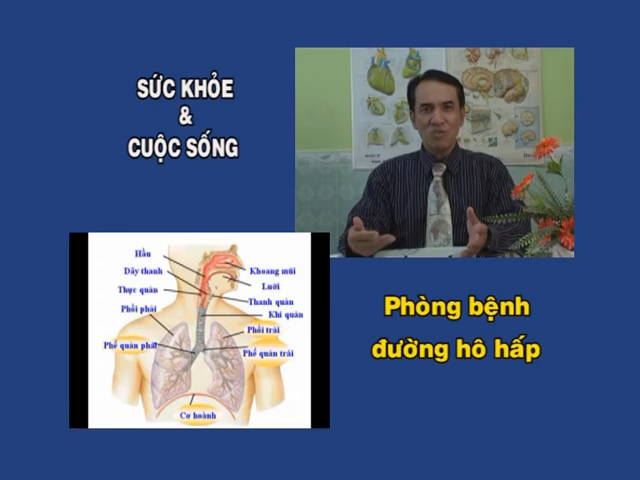 SỨC KHỎE
&
CUỘC SỐNG
Hầu
Dây thanh
Thực quản
Phổi phải
Phế quản phải
Khoang mũi
Lưỡi
Thanh quản
Khí quản
Phổi trái
Phế quản trái
Cơ hoành
Phòng bệnh
đường hô hấp